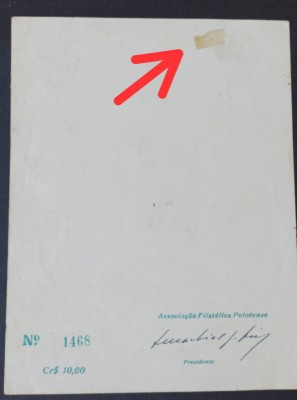 Associação Filatélica Pelotense
Nº 1468
Presidente
Cr$ 10,00